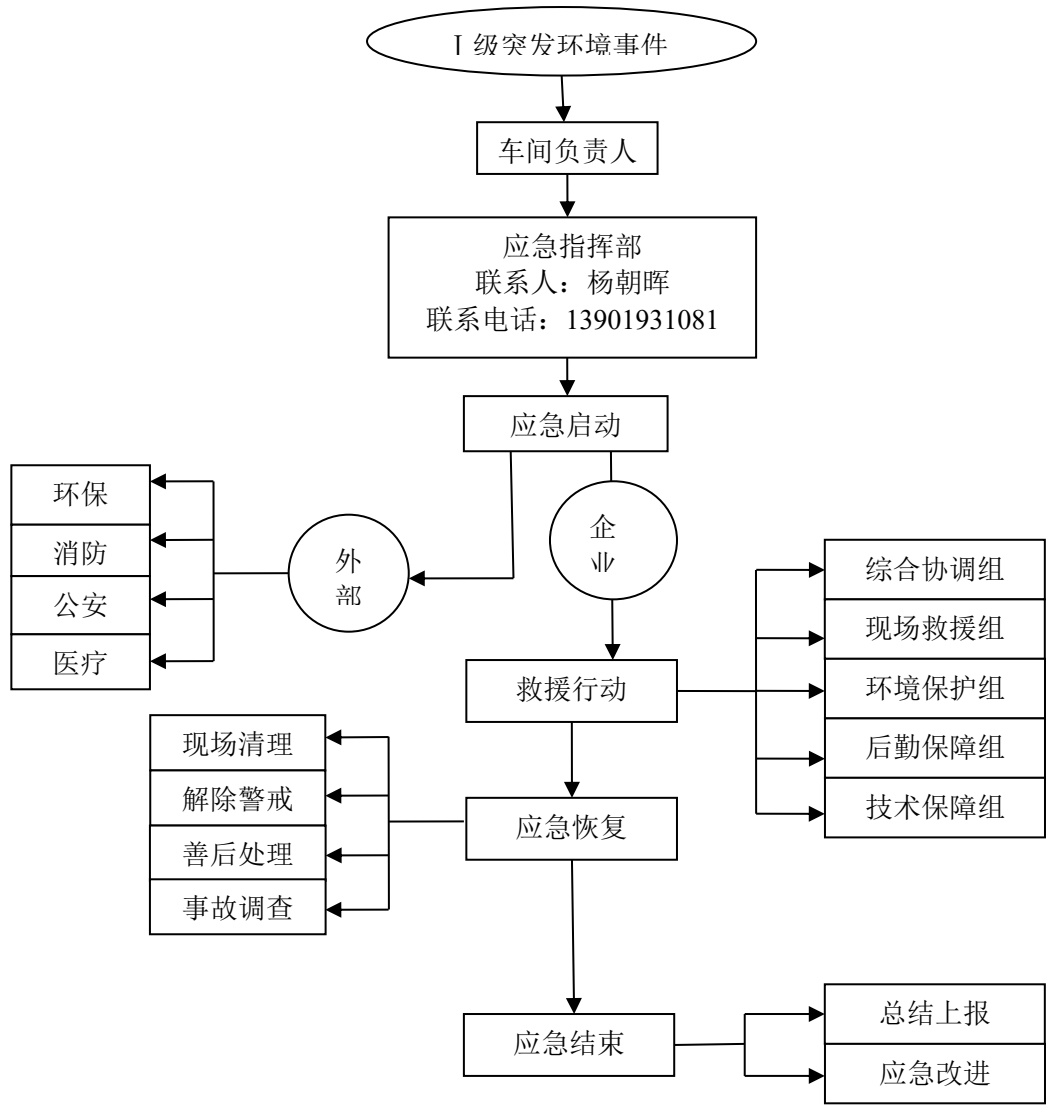 I 级突发环境事件
车间负责人
应急指挥部
联系人：杨朝晖
联系电话：13901931081
应急启动
环保
消防
公安
医疗
外
部
企
业
综合协调组
现场救援组
环境保护组
后勤保障组
技术保障组
救援行动
现场清理
解除警戒
善后处理
事故调查
应急恢复
应急结束
总结上报
应急改进